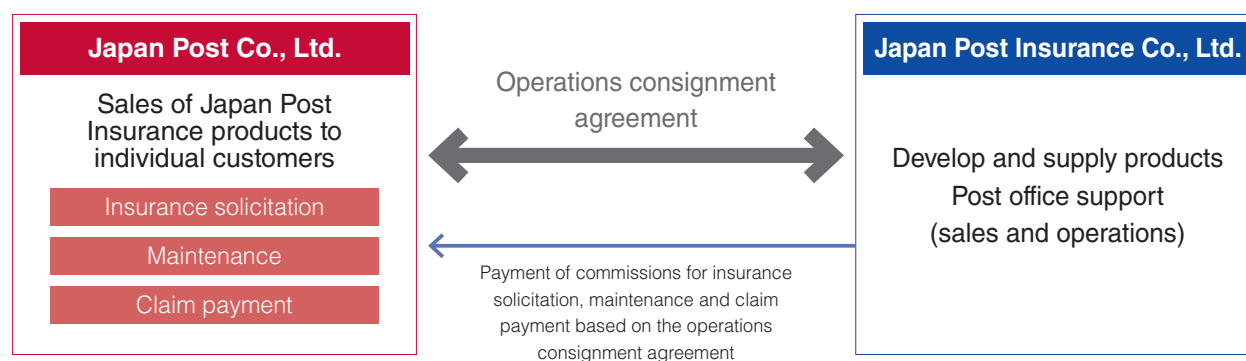 Japan Post Co., Ltd.
Sales of Japan Post
Insurance products to
individual customers
Insurance solicitation
Maintenance
Claim payment
Operations consignment
agreement
Payment of commissions for insurance
solicitation, maintenance and claim
payment based on the operations
consignment agreement
Japan Post Insurance Co., Ltd.
Develop and supply products
Post office support
(sales and operations)